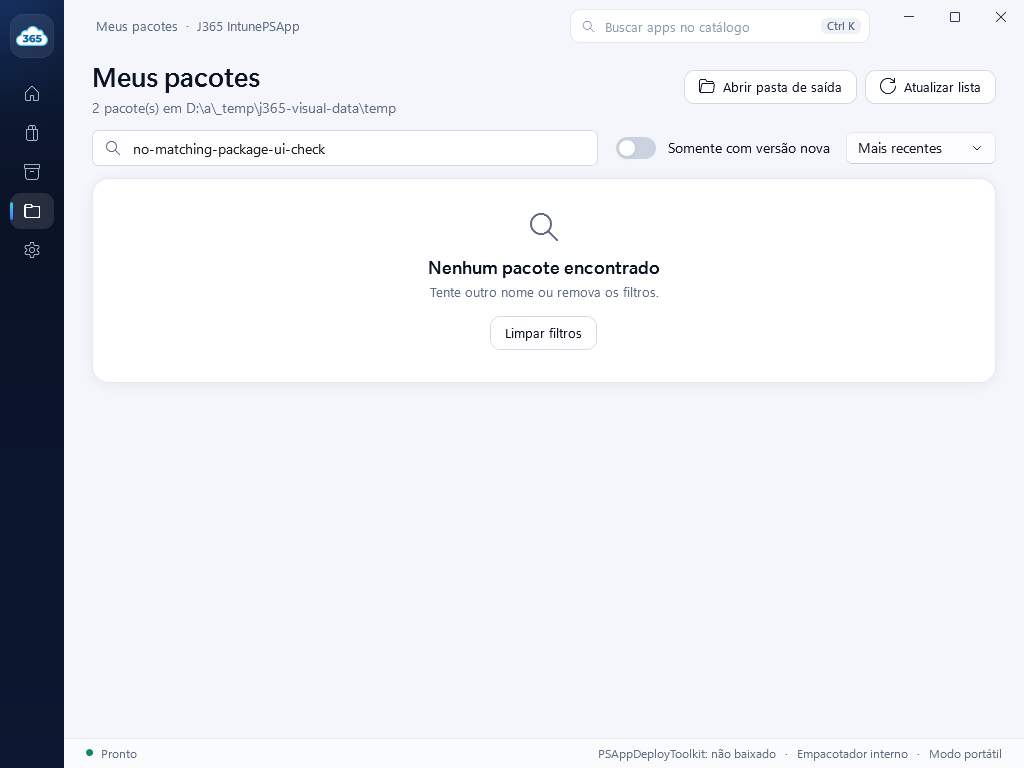 Meus pacotes · J365 IntunePSApp
Buscar apps no catálogo Ctrl K
365
Meus pacotes
2 pacote(s) em D:\a\_temp\j365-visual-data\temp
Abrir pasta de saída
Atualizar lista
no-matching-package-ui-check
Somente com versão nova
Mais recentes
Nenhum pacote encontrado
Tente outro nome ou remova os filtros.
Limpar filtros
Pronto
PSAppDeployToolkit: não baixado · Empacotador interno · Modo portátil